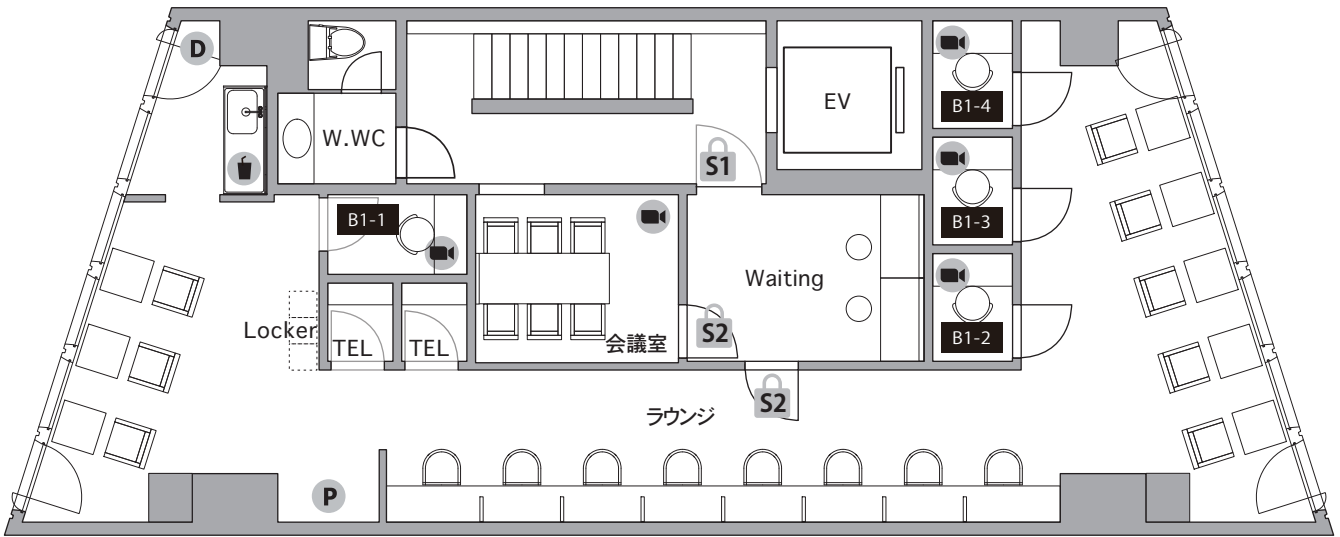 D
EV
B1-4
W.WC
S1
B1-3
B1-1
Waiting
Locker
TEL
TEL
会議室
S2
B1-2
S2
ラウンジ
P